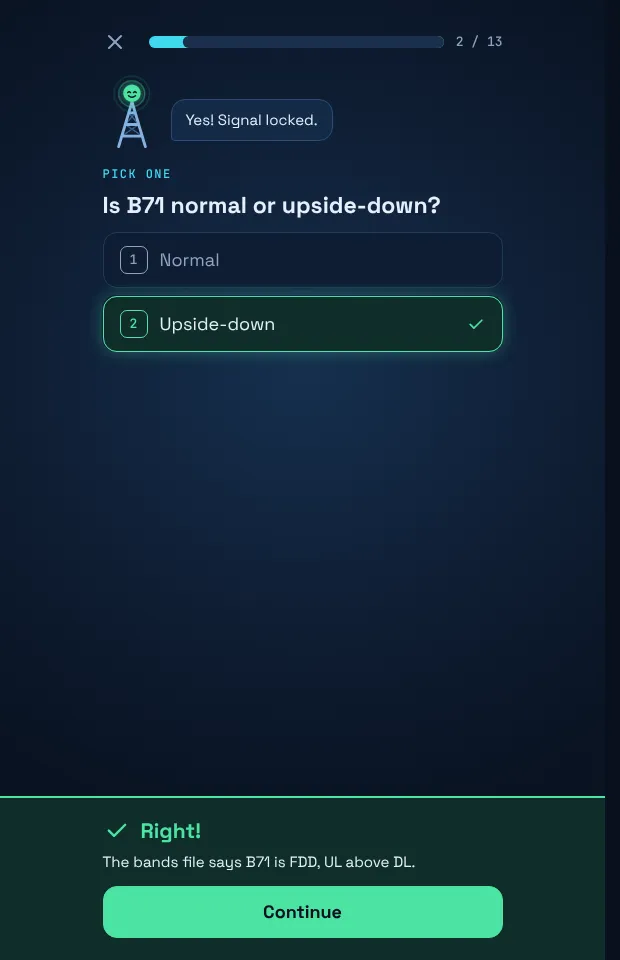 2 / 13
Yes! Signal locked.
PICK ONE
Is B71 normal or upside-down?
1 Normal
2 Upside-down
Right!
The bands file says B71 is FDD, UL above DL.
Continue